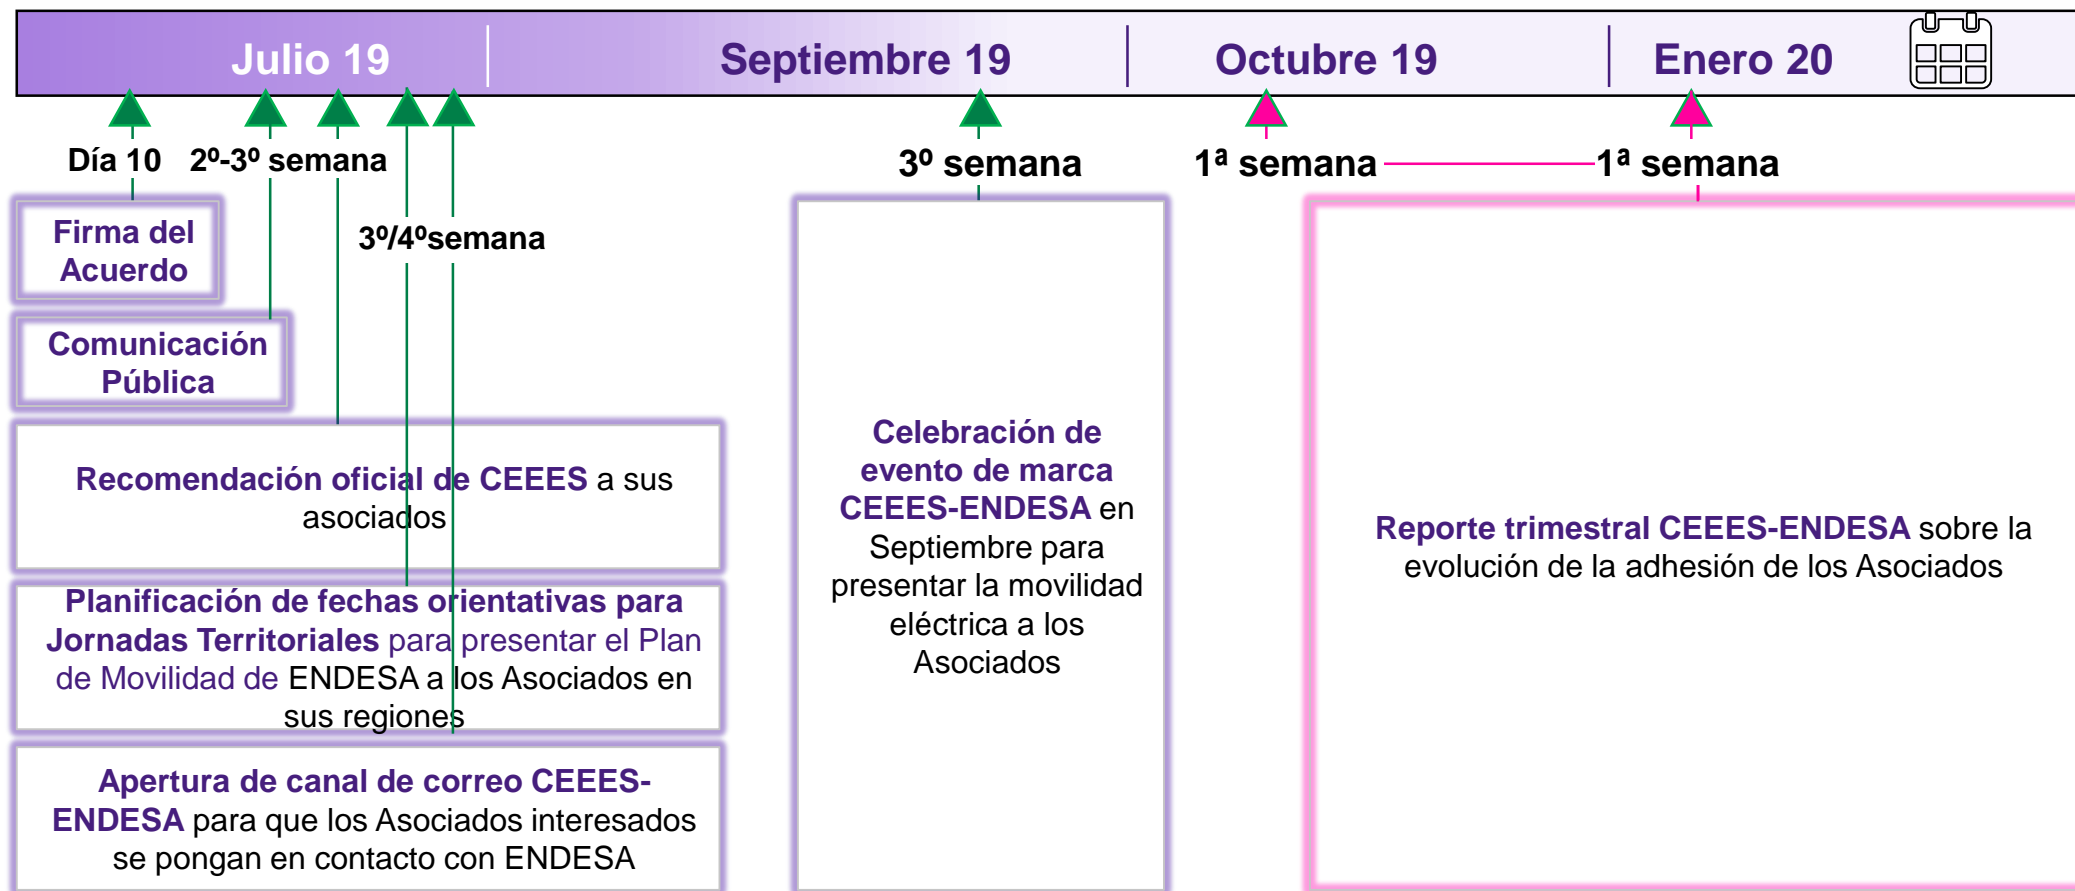 Julio 19
Septiembre 19
Octubre 19
Enero 20
Día 10
2º-3º semana
3º semana
1ª semana
1ª semana
3º/4ºsemana
Firma del
Acuerdo
Comunicación
Pública
Recomendación oficial de CEEES a sus
asociados
Planificación de fechas orientativas para
Jornadas Territoriales para presentar el Plan
de Movilidad de ENDESA a los Asociados en
sus regiones
Apertura de canal de correo CEEES-
ENDESA para que los Asociados interesados
se pongan en contacto con ENDESA
Celebración de
evento de marca
CEEES-ENDESA en
Septiembre para
presentar la movilidad
eléctrica a los
Asociados
Reporte trimestral CEEES-ENDESA sobre la
evolución de la adhesión de los Asociados